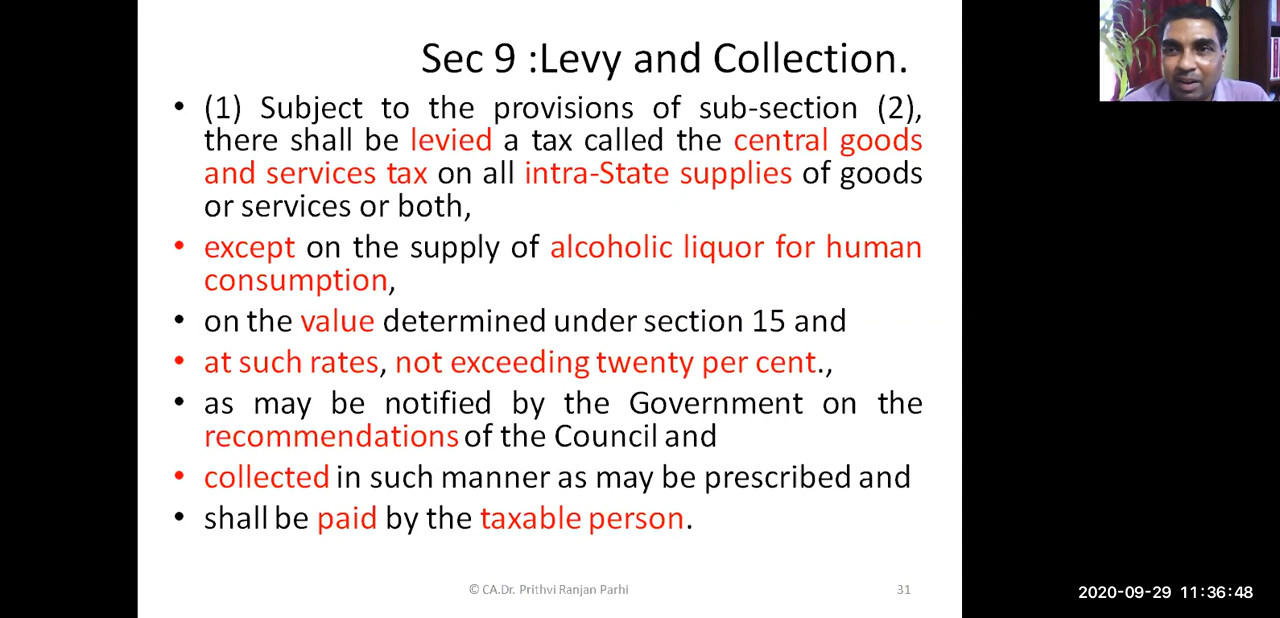 Sec 9 :Levy and Collection.
• (1) Subject to the provisions of sub-section (2),
there shall be levied a tax called the central goods
and services tax on all intra-State supplies of goods
or services or both,
• except on the supply of alcoholic liquor for human
consumption,
• on the value determined under section 15 and
• at such rates, not exceeding twenty per cent.,
• as may be notified by the Government on the
recommendations of the Council and
• collected in such manner as may be prescribed and
• shall be paid by the taxable person.
© CA.Dr. Prithvi Ranjan Parhi
31
2020-09-29 11:36:48